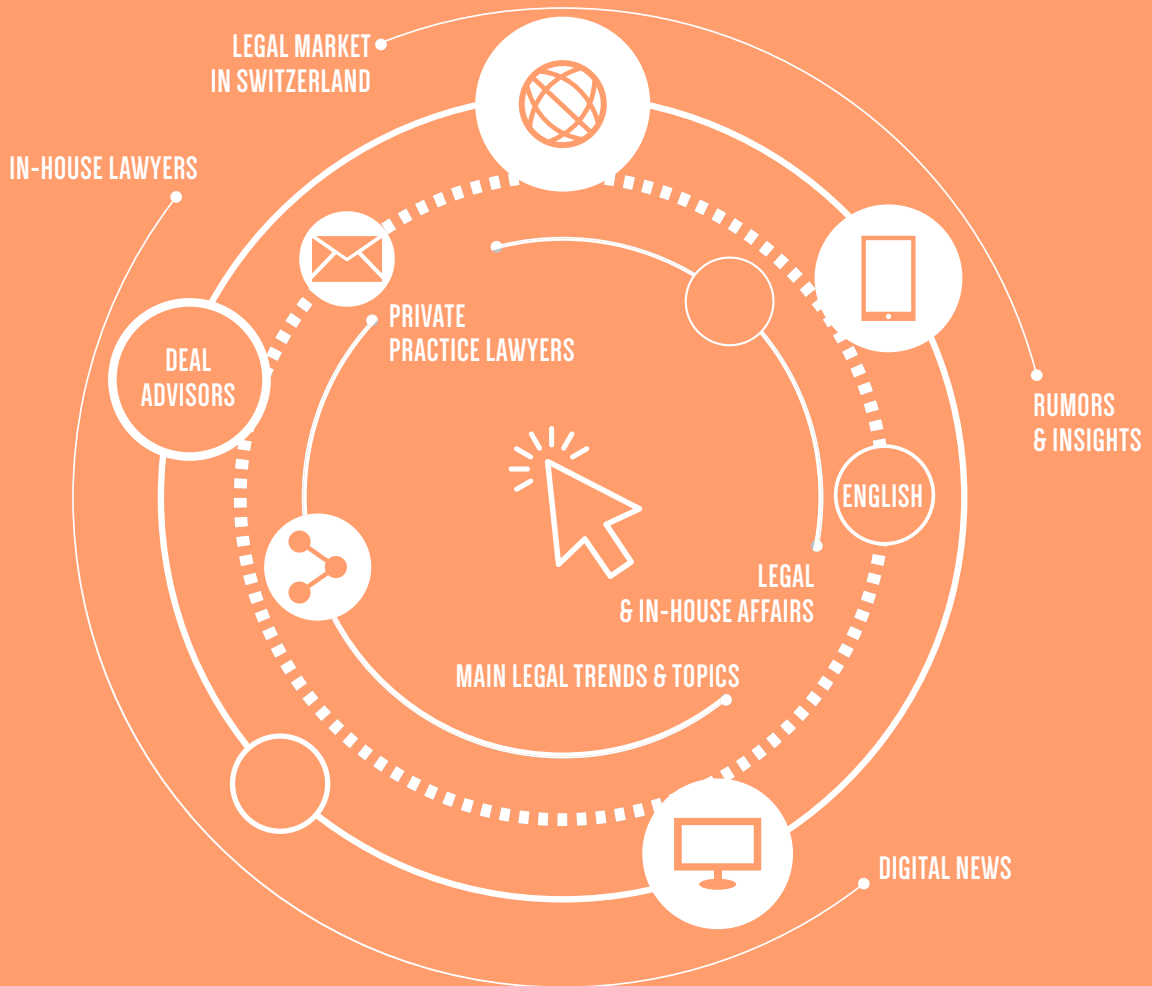 LEGAL MARKET
IN SWITZERLAND
IN-HOUSE LAWYERS
PRIVATE
PRACTICE LAWYERS
DEAL
ADVISORS
RUMORS
& INSIGHTS
ENGLISH
LEGAL
& IN-HOUSE AFFAIRS
MAIN LEGAL TRENDS & TOPICS
DIGITAL NEWS